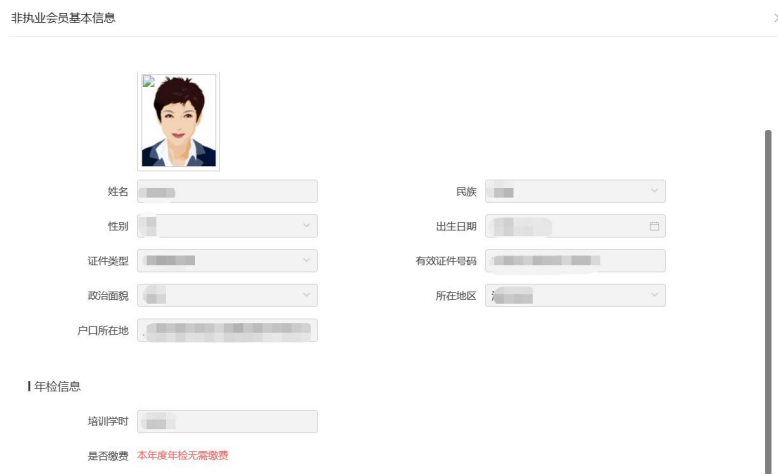 非执业会员基本信息
姓名
民族
性别
出生日期
证件类型
有效证件号码
政治面貌
所在地区
户口所在地
年检信息
培训学时
是否缴费 本年度年检无需缴费